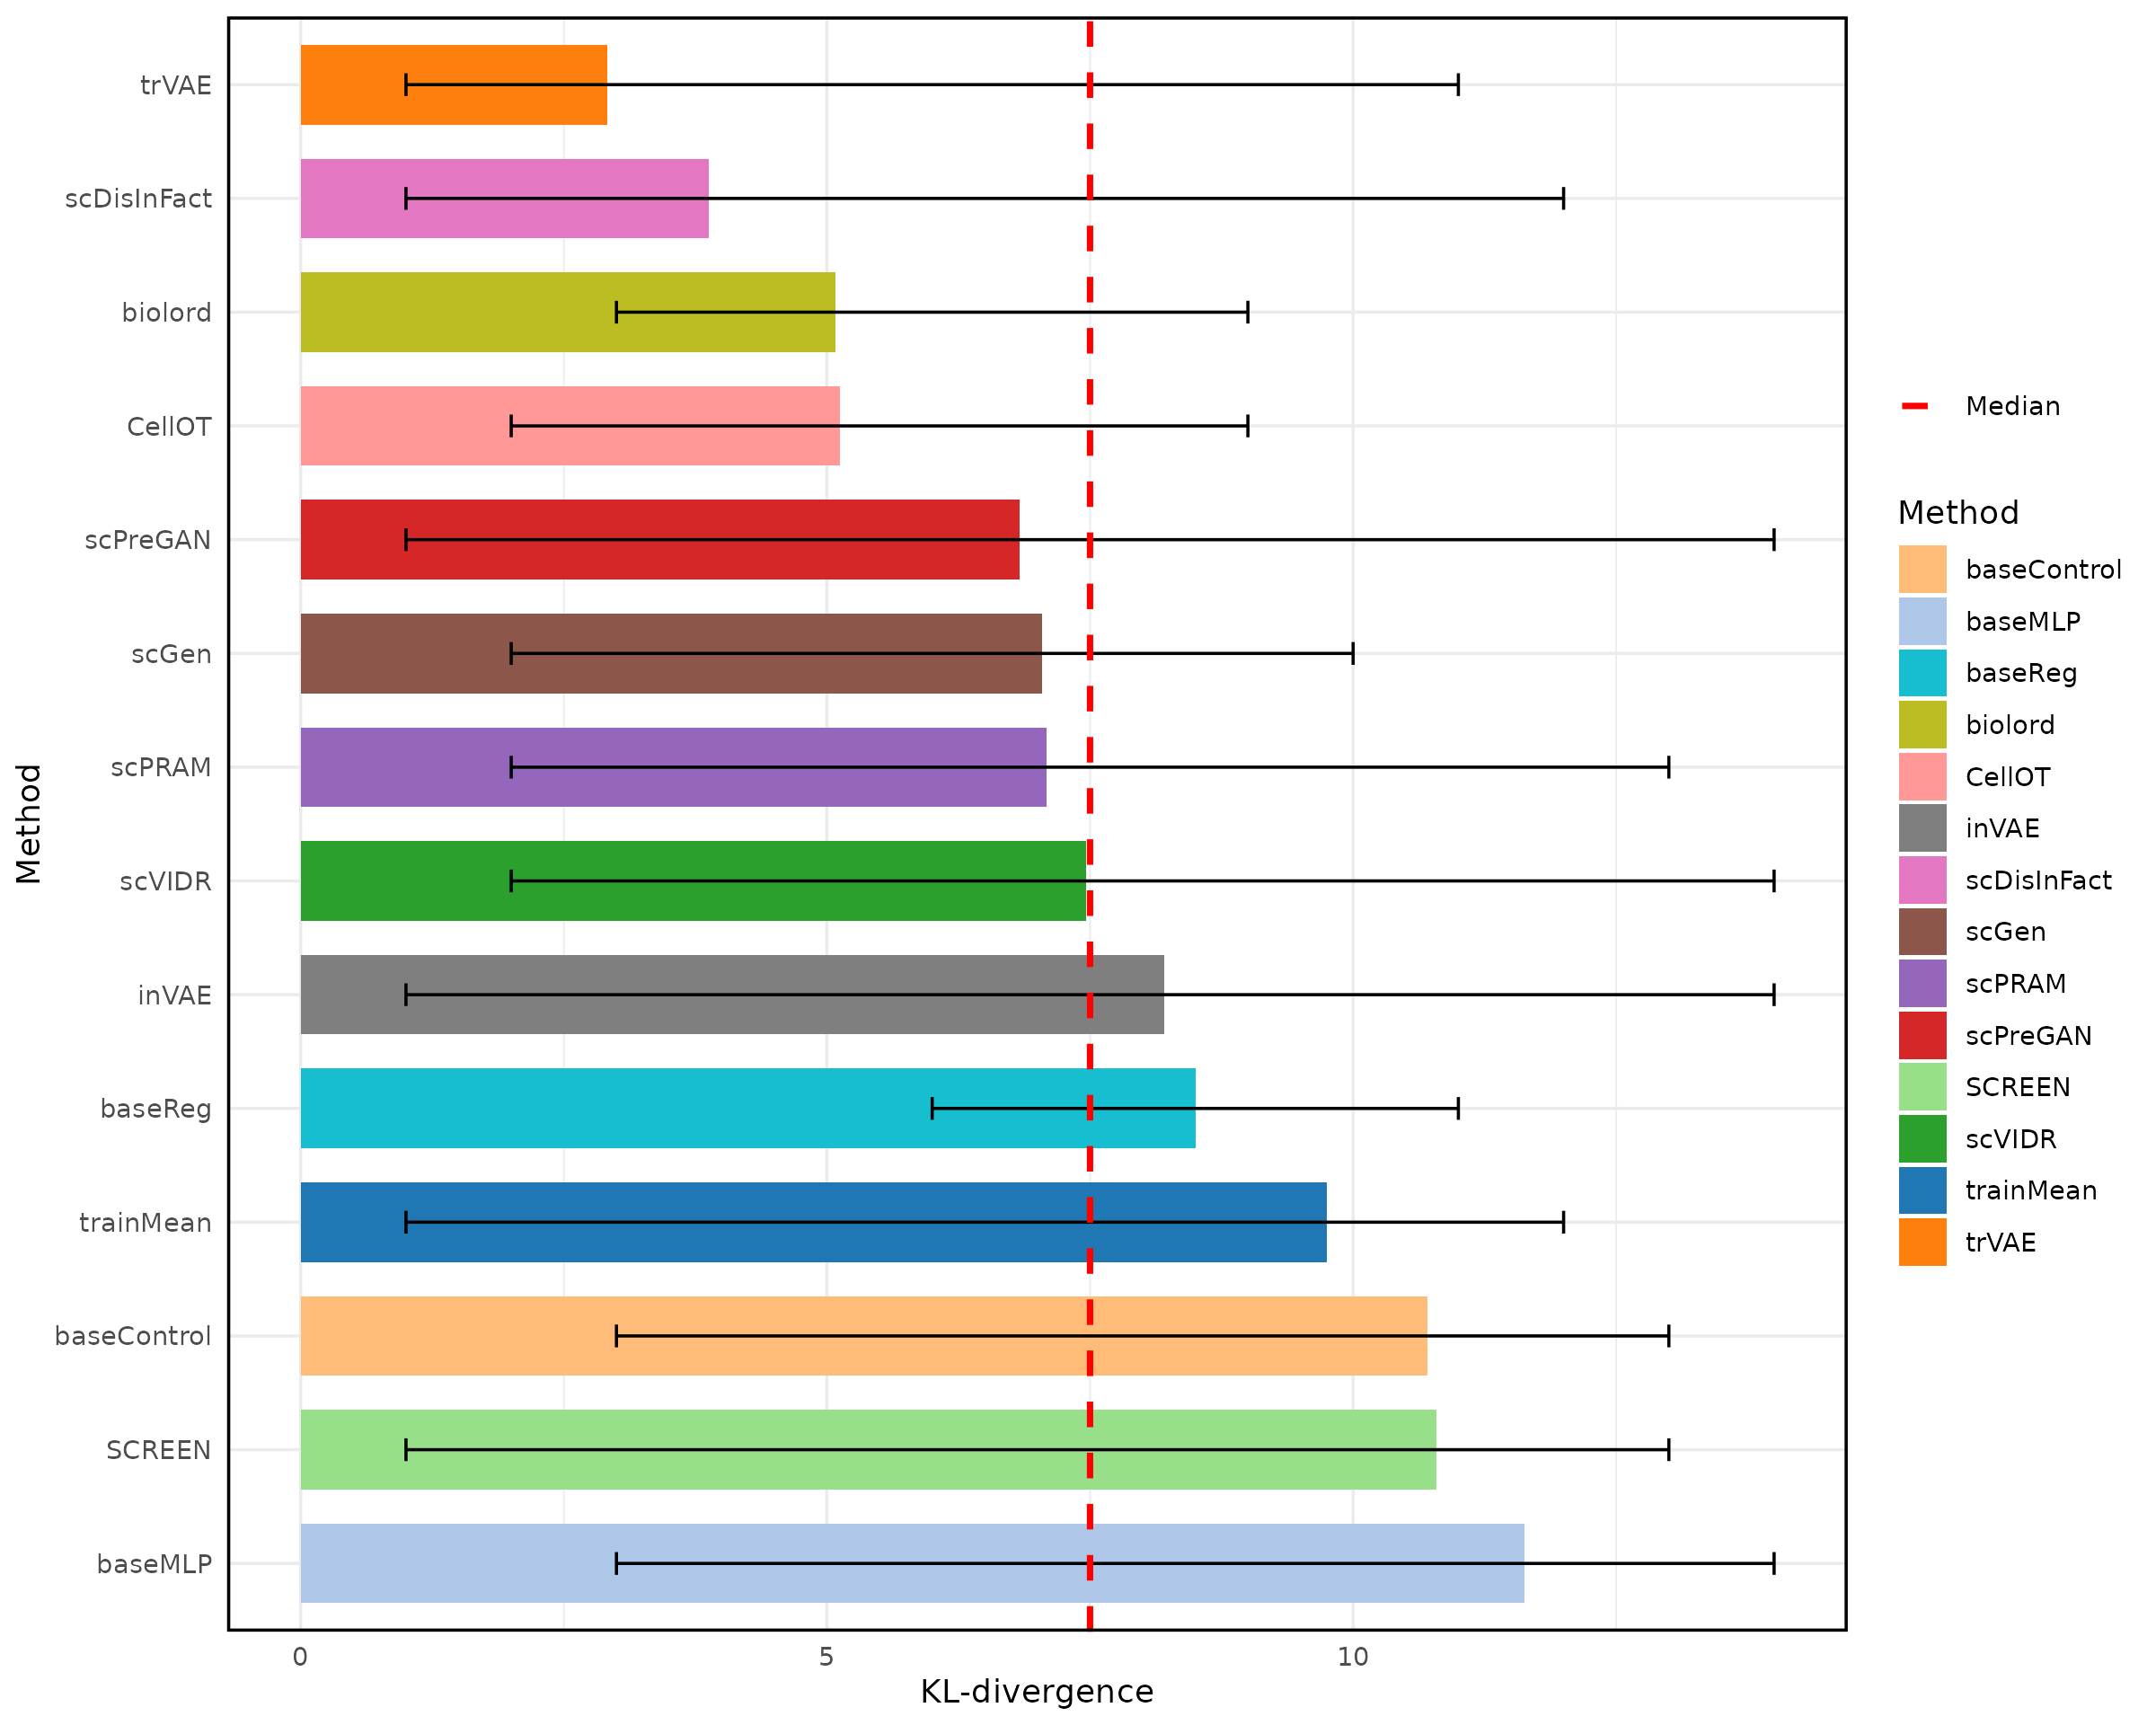 trVAE
scDisInFact
biolord
CellOT
scPreGAN
scGen
scPRAM
scVIDR
inVAE
baseReg
trainMean
baseControl
SCREEN
baseMLP
Method
0 5 10
KL-divergence
Median
Method
baseControl
baseMLP
baseReg
biolord
CellOT
inVAE
scDisInFact
scGen
scPRAM
scPreGAN
SCREEN
scVIDR
trainMean
trVAE